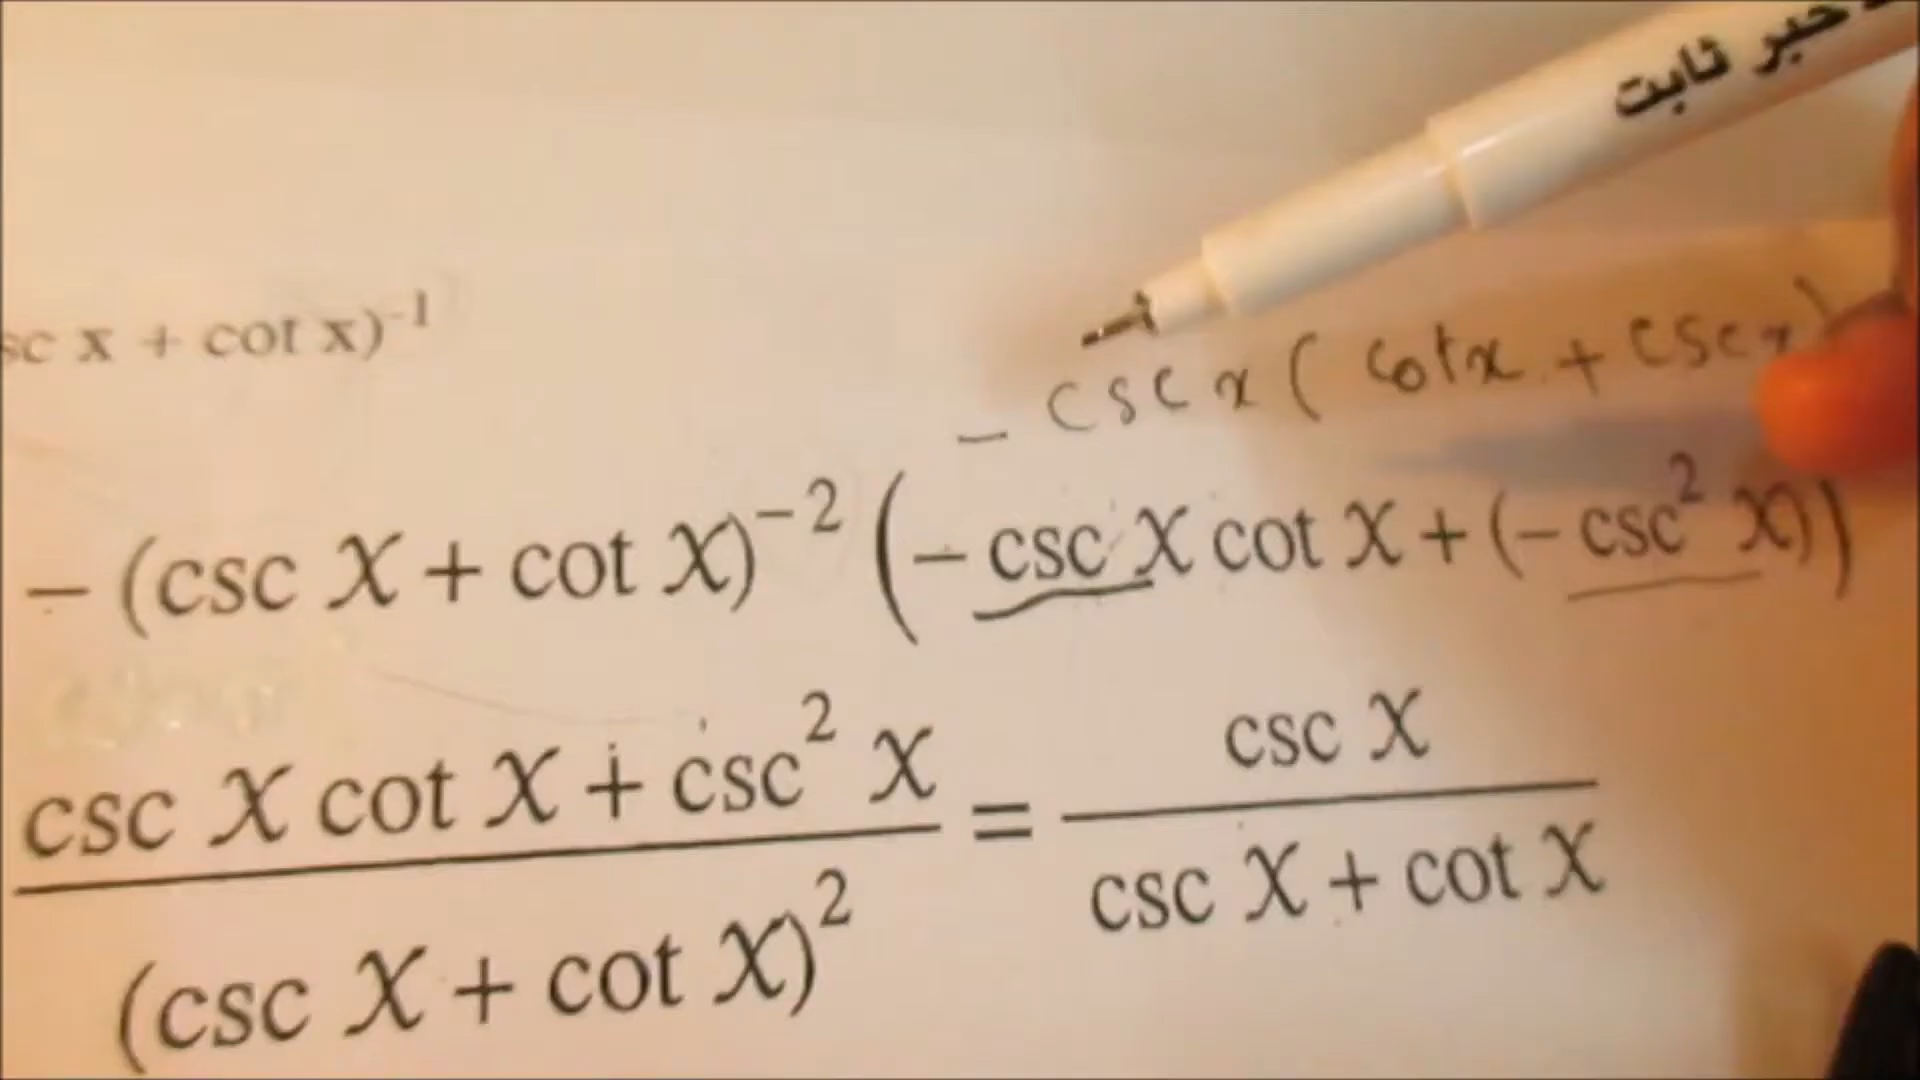 حبر ثابت
sc x + cot x)⁻¹
- csc x ( cot x + csc x )
- (csc x + cot x)⁻² (- csc x cot x + (- csc² x))
csc x cot x + csc² x / (csc x + cot x)² = csc x / csc x + cot x